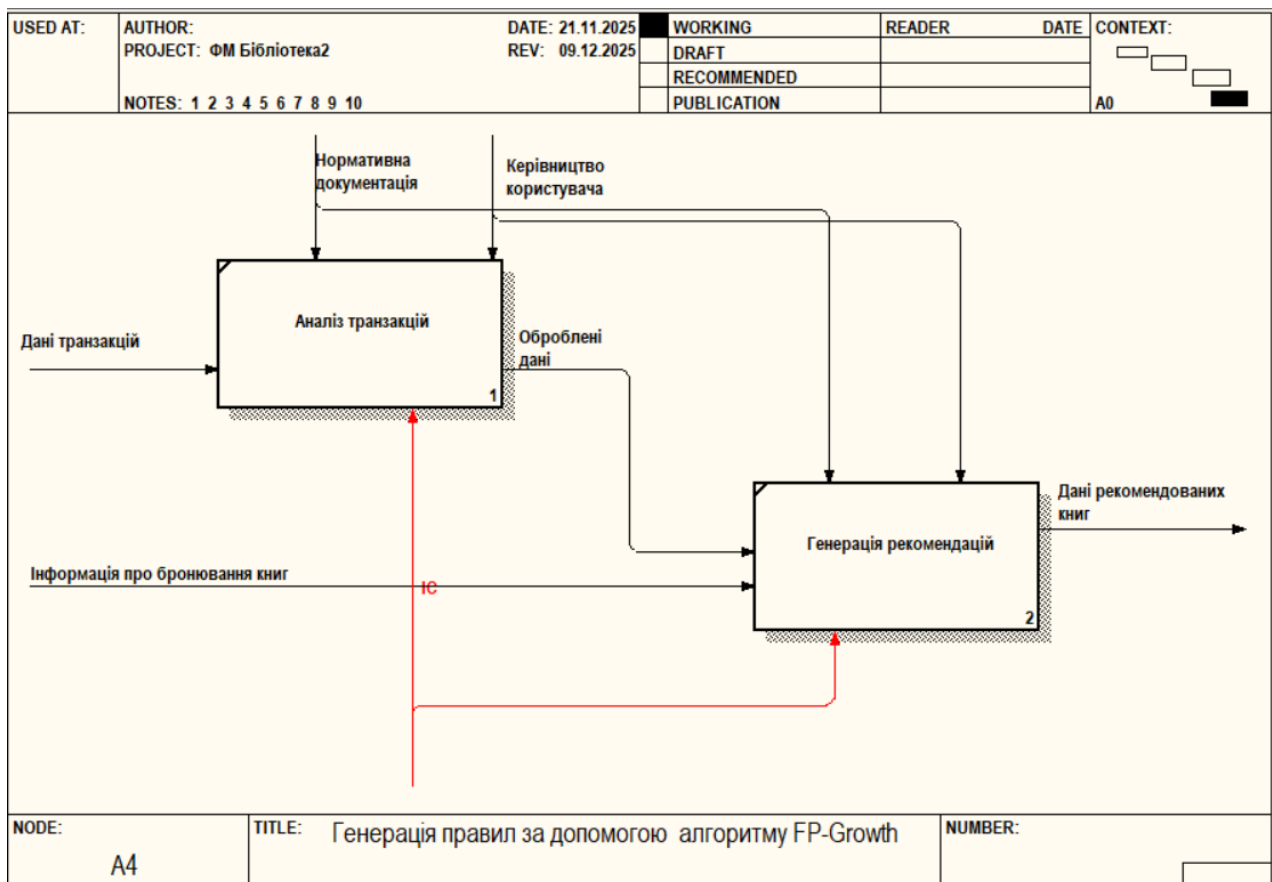 USED AT:
AUTHOR:
DATE: 21.11.2025
WORKING
READER
DATE
CONTEXT:
PROJECT: ФМ Бібліотека2
REV: 09.12.2025
DRAFT
RECOMMENDED
NOTES: 1 2 3 4 5 6 7 8 9 10
PUBLICATION
A0
Нормативна
документація
Керівництво
користувача
Аналіз транзакцій
1
Дані транзакцій
Оброблені
дані
Дані рекомендованих
книг
Генерація рекомендацій
2
Інформація про бронювання книг
ІС
NODE:
A4
TITLE: Генерація правил за допомогою алгоритму FP-Growth
NUMBER: